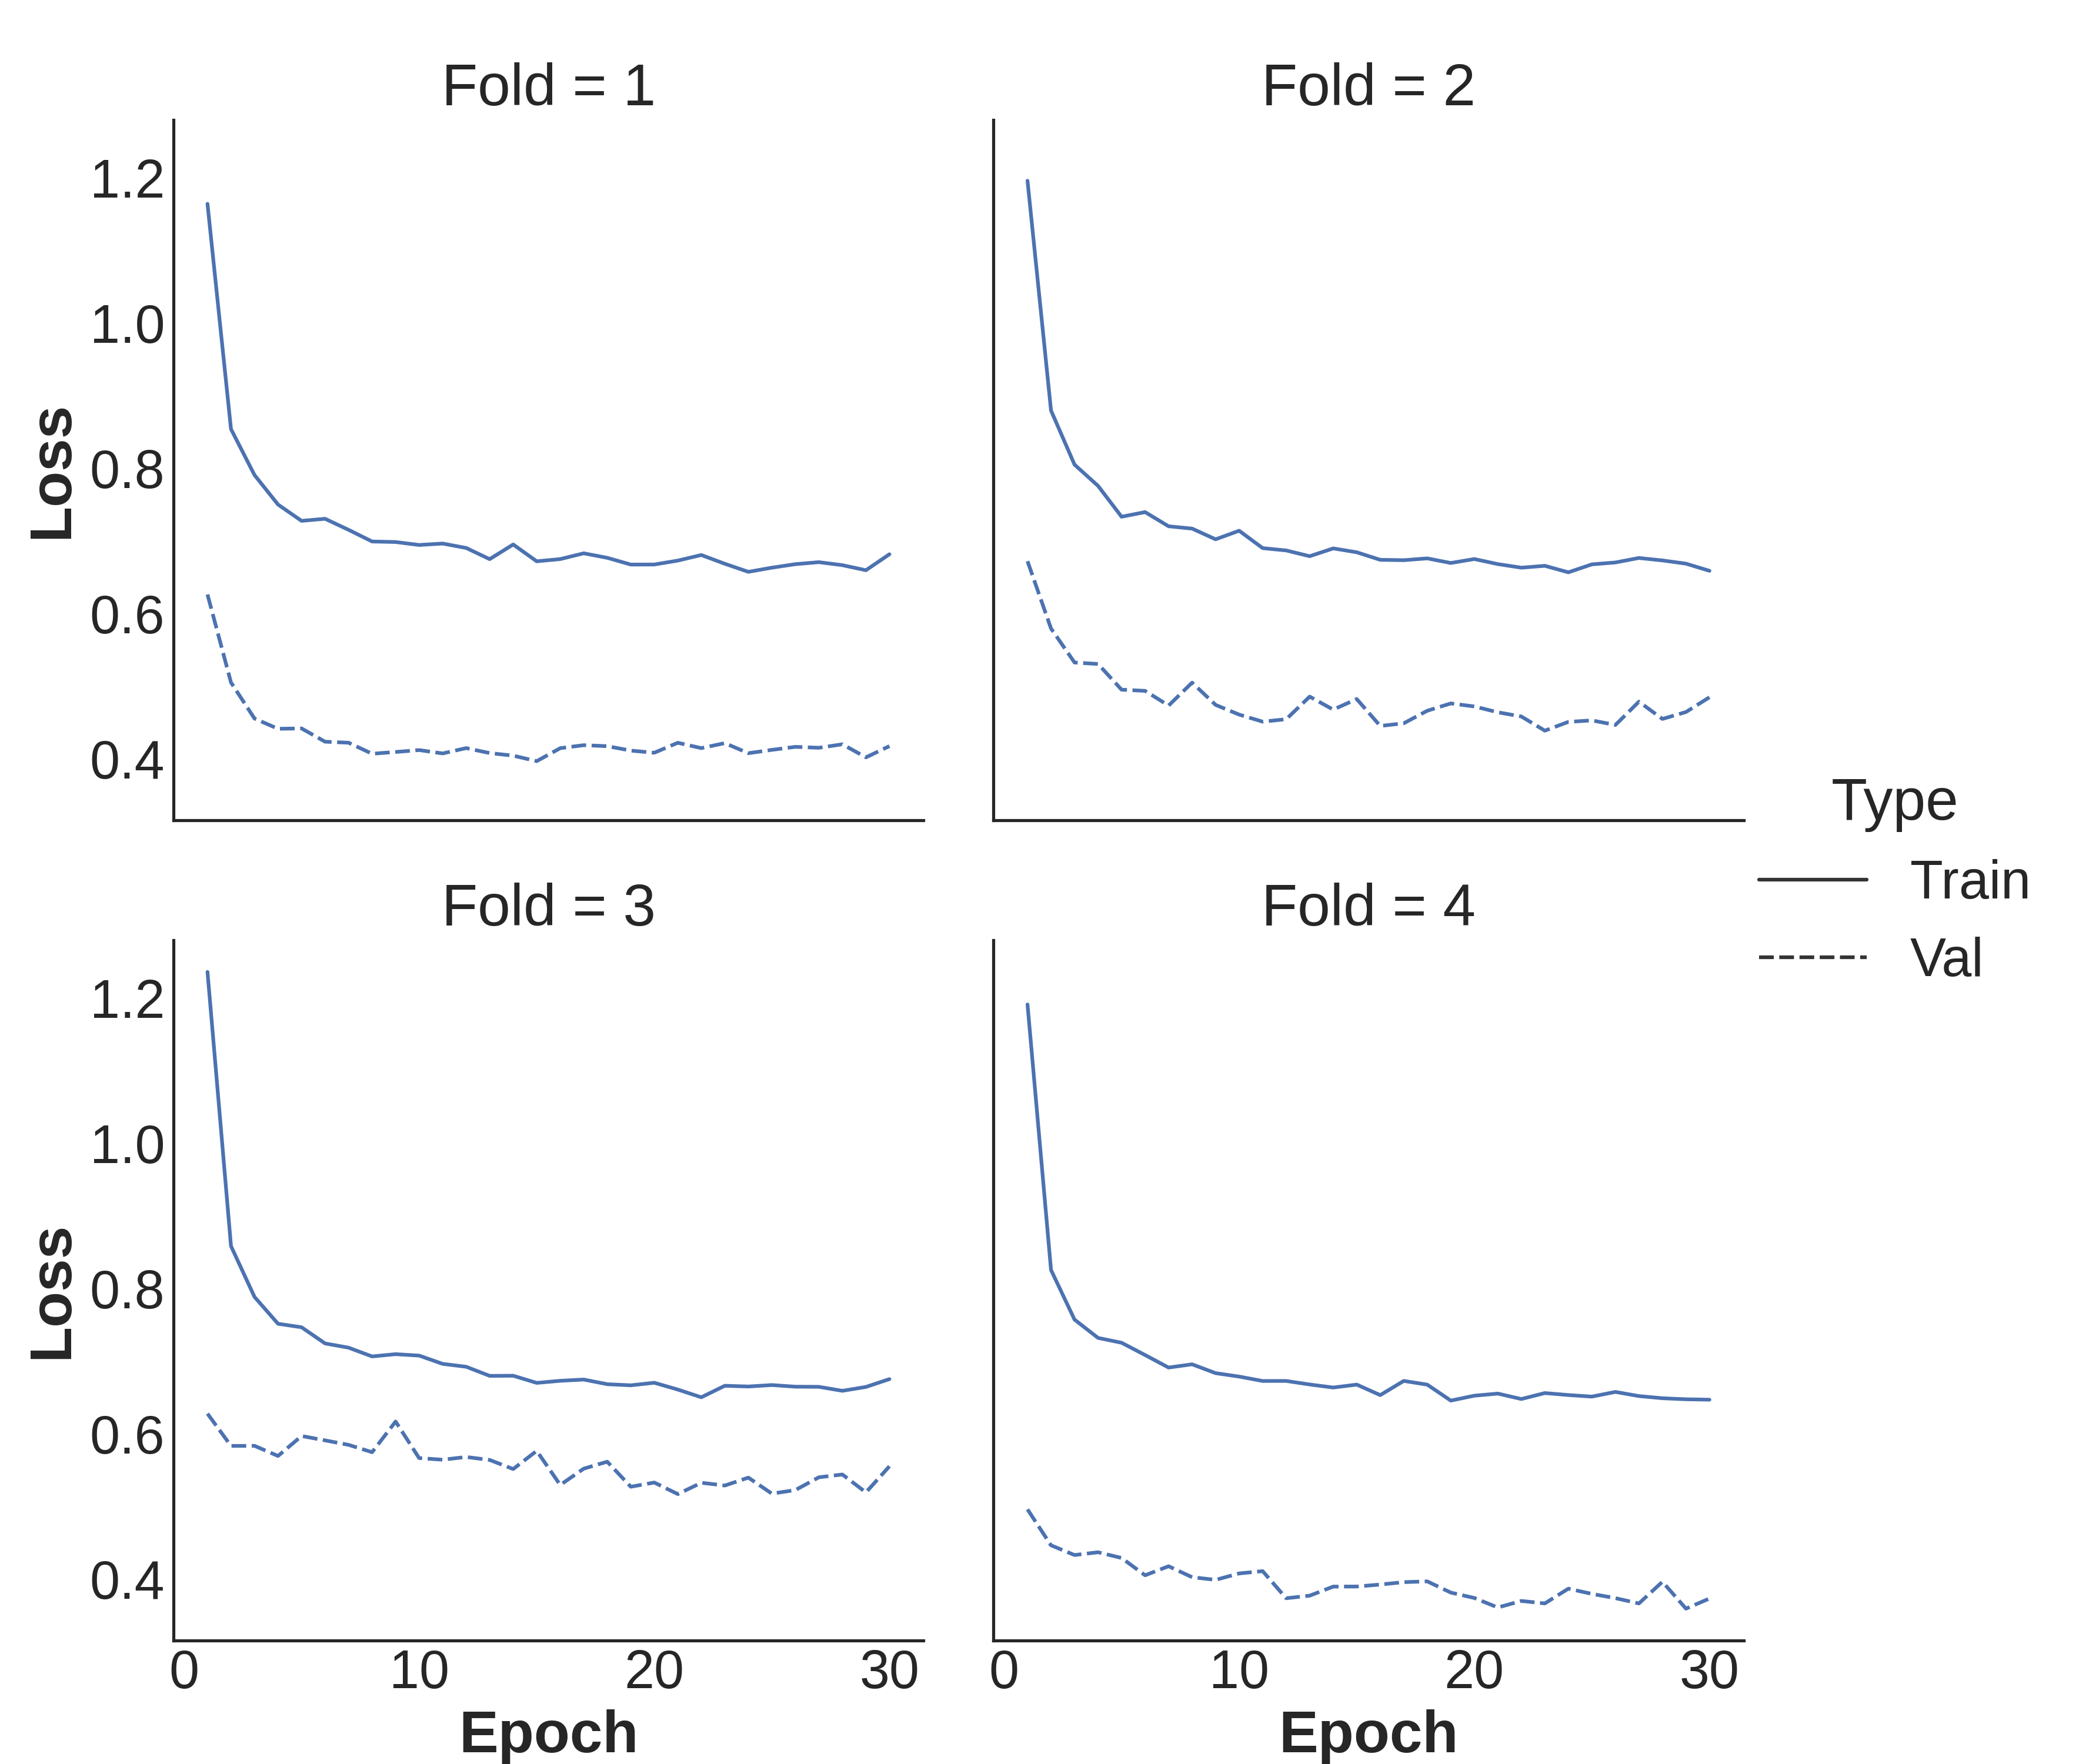 Fold = 1
Fold = 2
1.2
1.0
0.8
0.6
0.4
Loss
Type
Train
Val
Fold = 3
Fold = 4
1.2
1.0
0.8
0.6
0.4
Loss
0 10 20 30
0 10 20 30
Epoch
Epoch